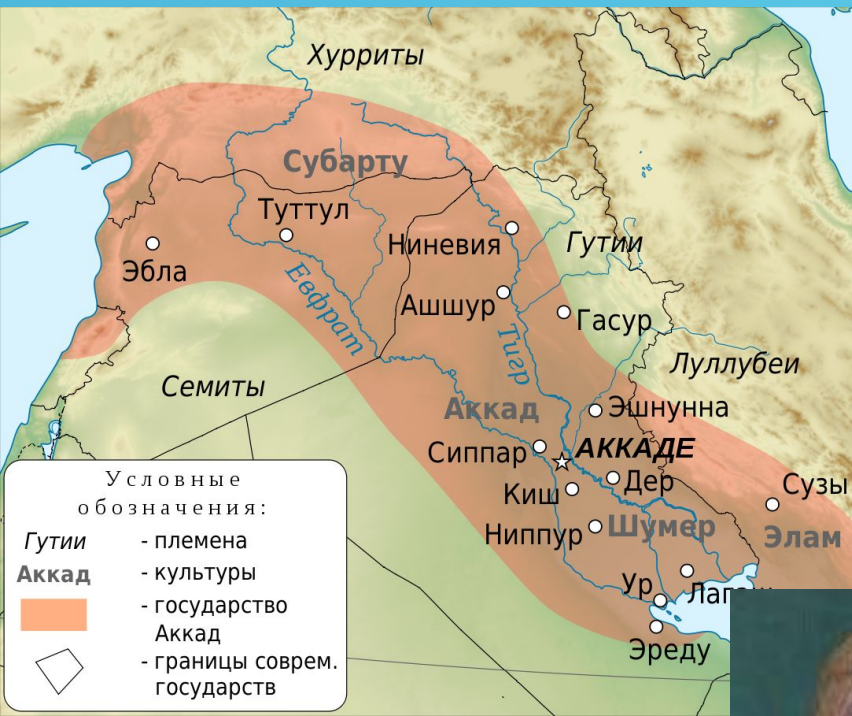 Хурриты
Субарту
Туттул
Ниневия
Гутии
Эбла
Евфрат
Ашшур
Гасур
Тигр
Луллубеи
Семиты
Аккад
Эшнунна
Сиппар
АККАДЕ
Дер
Сузы
Киш
Ниппур
Шумер
Элам
Ур
Эреду
Условные
обозначения:
Гутии - племена
Аккад - культуры
- государство
Аккад
- границы соврем.
государств